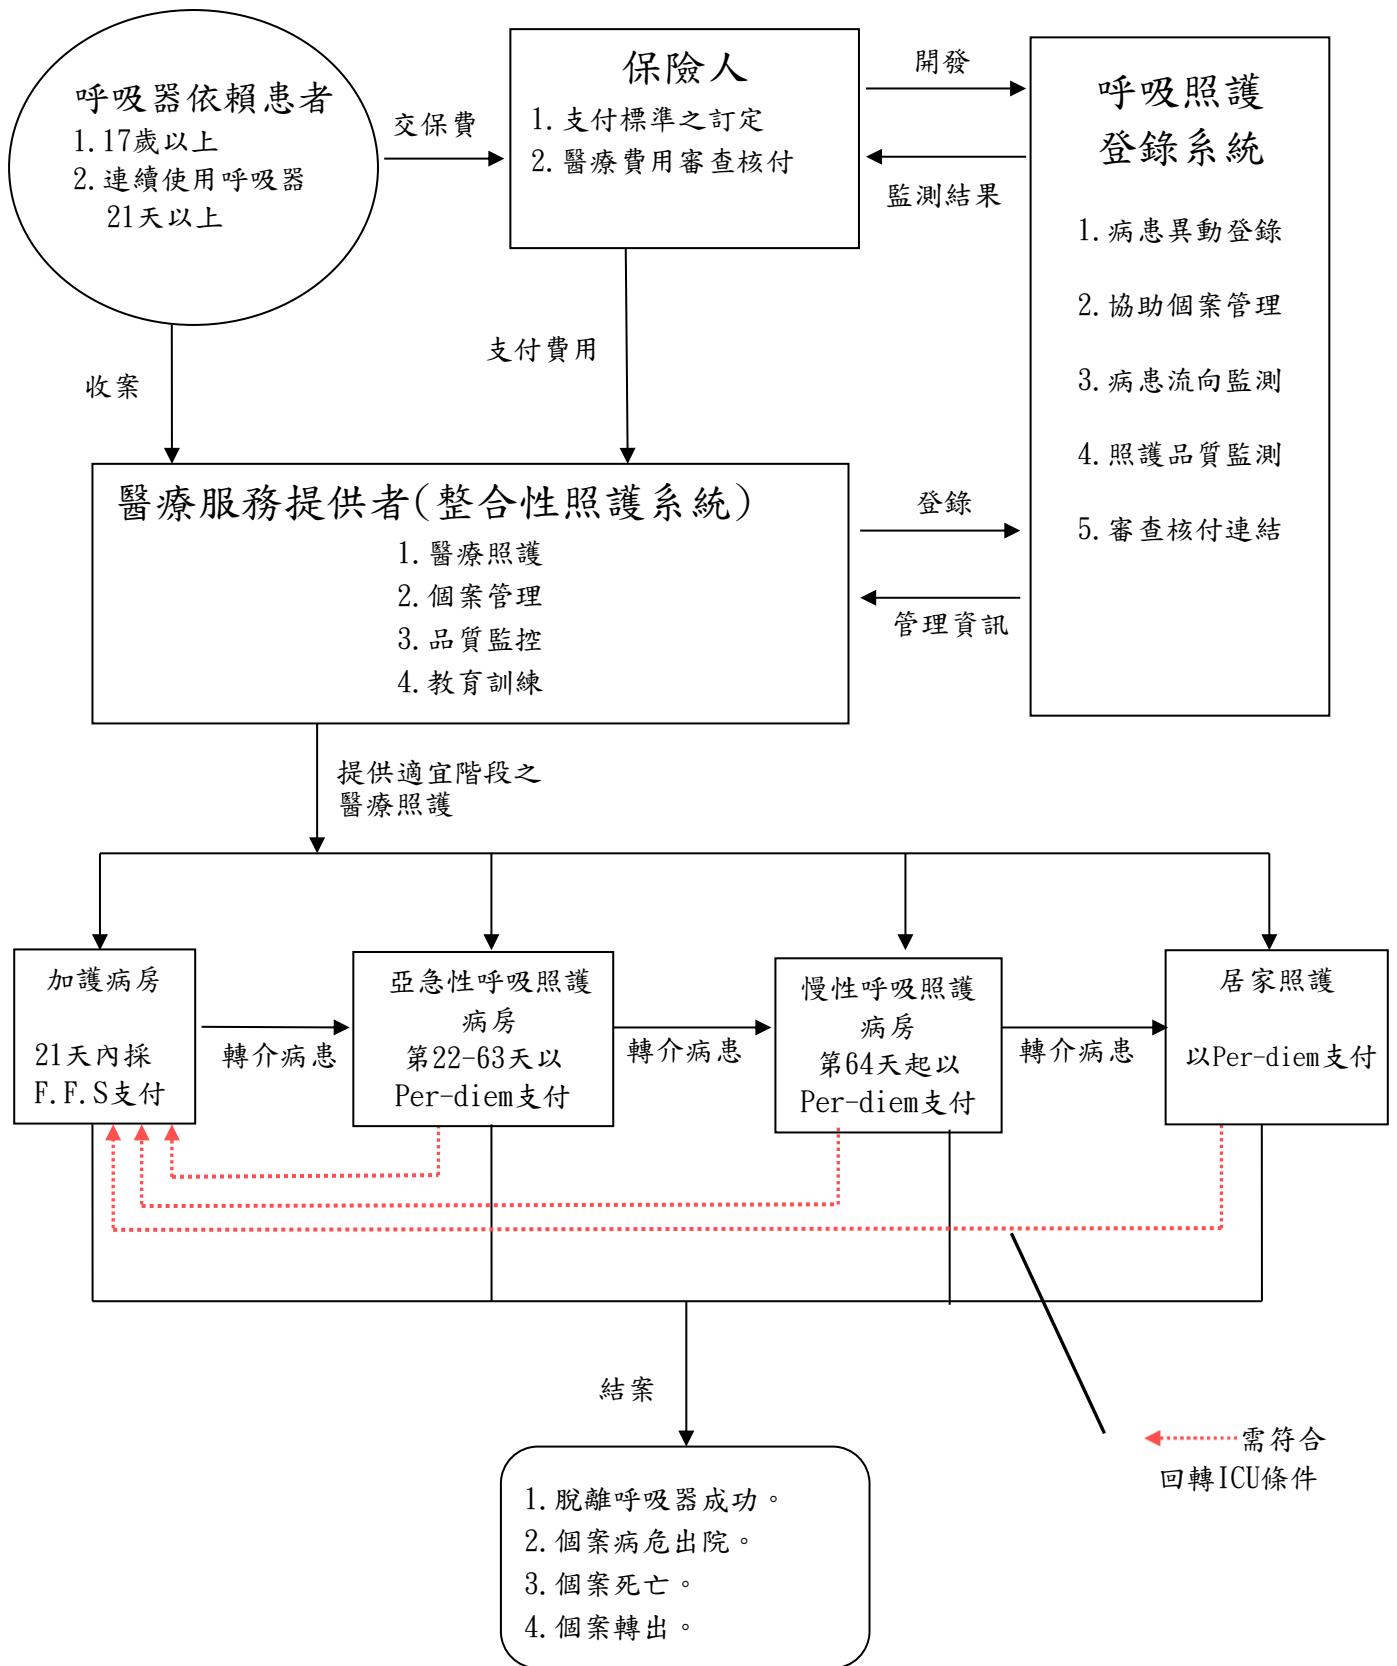 呼吸器依賴患者
1.17歲以上
2.連續使用呼吸器
21天以上
交保費
保險人
1.支付標準之訂定
2.醫療費用審查核付
開發
監測結果
呼吸照護
登錄系統
1.病患異動登錄
2.協助個案管理
3.病患流向監測
4.照護品質監測
5.審查核付連結
收案
支付費用
醫療服務提供者(整合性照護系統)
1.醫療照護
2.個案管理
3.品質監控
4.教育訓練
登錄
管理資訊
提供適宜階段之
醫療照護
加護病房
21天內採
F.F.S支付
轉介病患
亞急性呼吸照護
病房
第22-63天以
Per-diem支付
轉介病患
慢性呼吸照護
病房
第64天起以
Per-diem支付
轉介病患
居家照護
以Per-diem支付
結案
需符合
回轉ICU條件
1.脫離呼吸器成功。
2.個案病危出院。
3.個案死亡。
4.個案轉出。